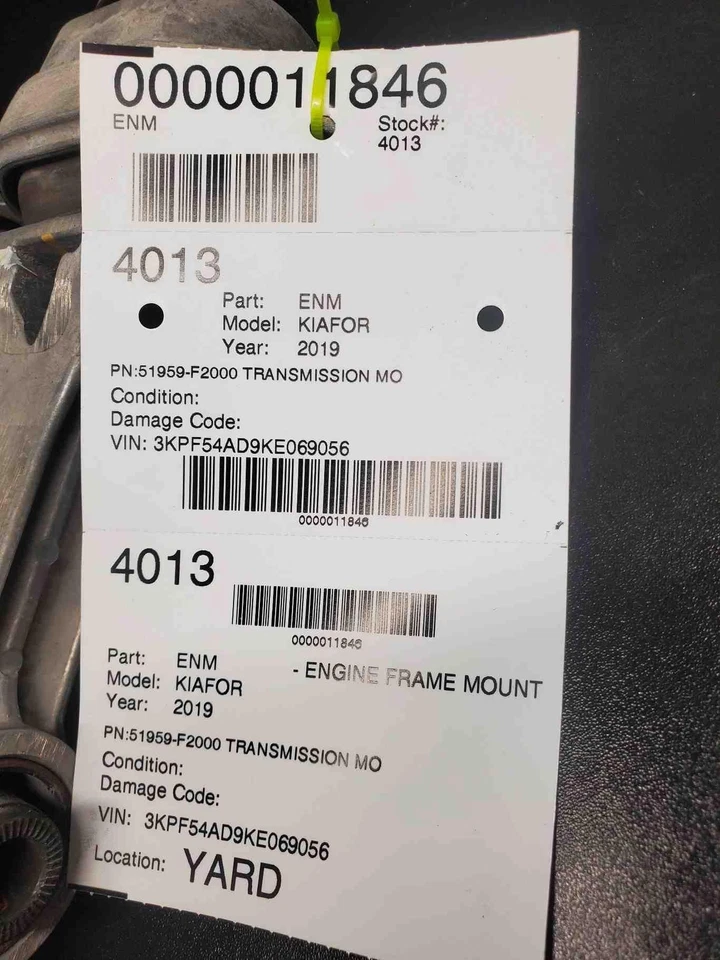 0000011846
ENM
Stock#:
4013
4013
Part: ENM
Model: KIAFOR
Year: 2019
PN:51959-F2000 TRANSMISSION MO
Condition:
Damage Code:
VIN: 3KPF54AD9KE069056
0000011846
4013
0000011846
Part: ENM - ENGINE FRAME MOUNT
Model: KIAFOR
Year: 2019
PN:51959-F2000 TRANSMISSION MO
Condition:
Damage Code:
VIN: 3KPF54AD9KE069056
Location: YARD